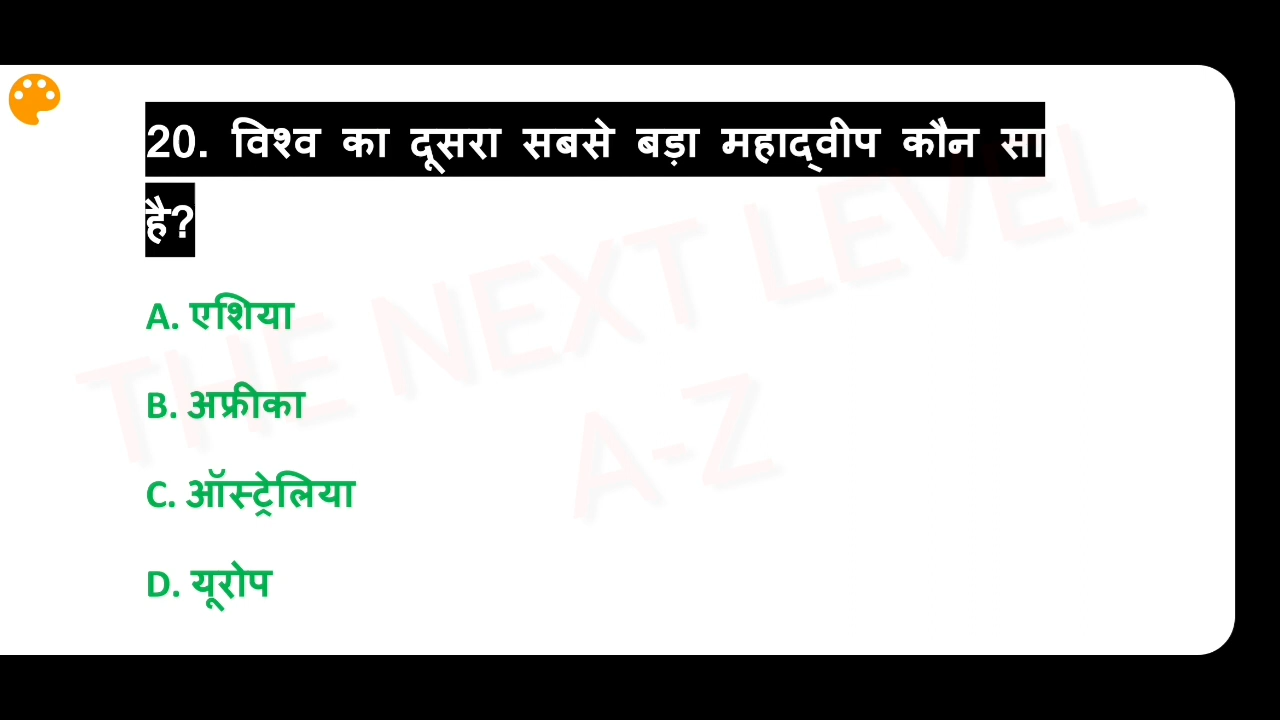 20. विश्व का दूसरा सबसे बड़ा महाद्वीप कौन सा
है?
A. एशिया
B. अफ्रीका
C. ऑस्ट्रेलिया
D. यूरोप
THE NEXT LEVEL
A-Z